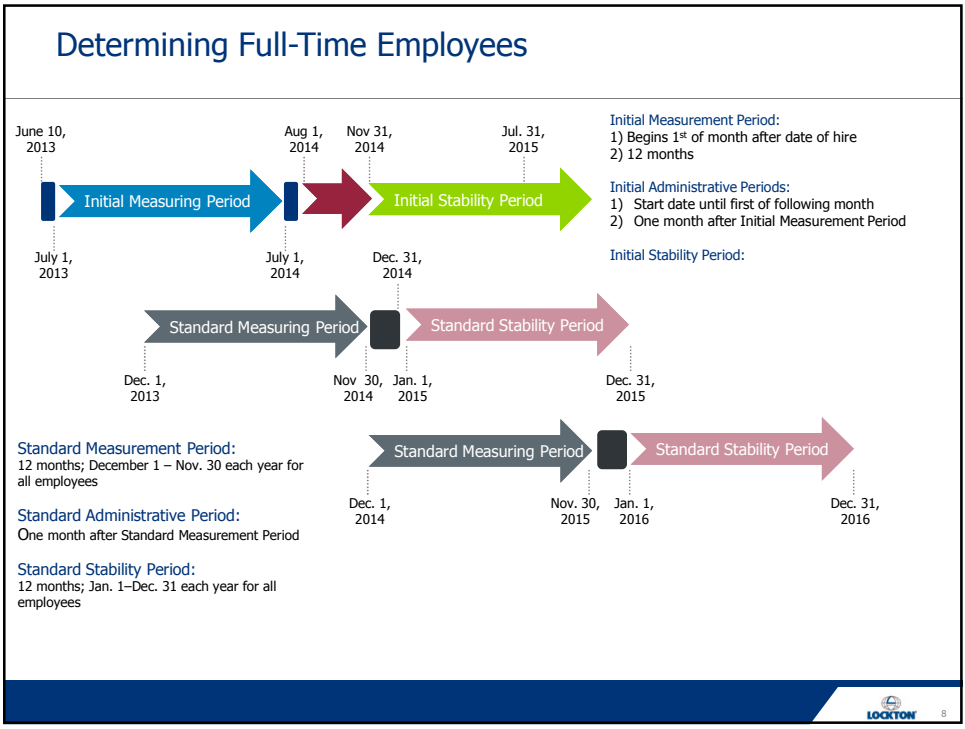 Determining Full-Time Employees
June 10,
2013
Aug 1,
2014
Nov 31,
2014
Jul. 31,
2015
Initial Measuring Period
Initial Stability Period
July 1,
2013
July 1,
2014
Dec. 31,
2014
Initial Measurement Period:
1) Begins 1st of month after date of hire
2) 12 months
Initial Administrative Periods:
1) Start date until first of following month
2) One month after Initial Measurement Period
Initial Stability Period:
Standard Measuring Period
Standard Stability Period
Dec. 1,
2013
Nov 30,
2014
Jan. 1,
2015
Dec. 31,
2015
Standard Measuring Period
Standard Stability Period
Dec. 1,
2014
Nov. 30,
2015
Jan. 1,
2016
Dec. 31,
2016
Standard Measurement Period:
12 months; December 1 – Nov. 30 each year for
all employees
Standard Administrative Period:
One month after Standard Measurement Period
Standard Stability Period:
12 months; Jan. 1–Dec. 31 each year for all
employees
LOCKTON
8